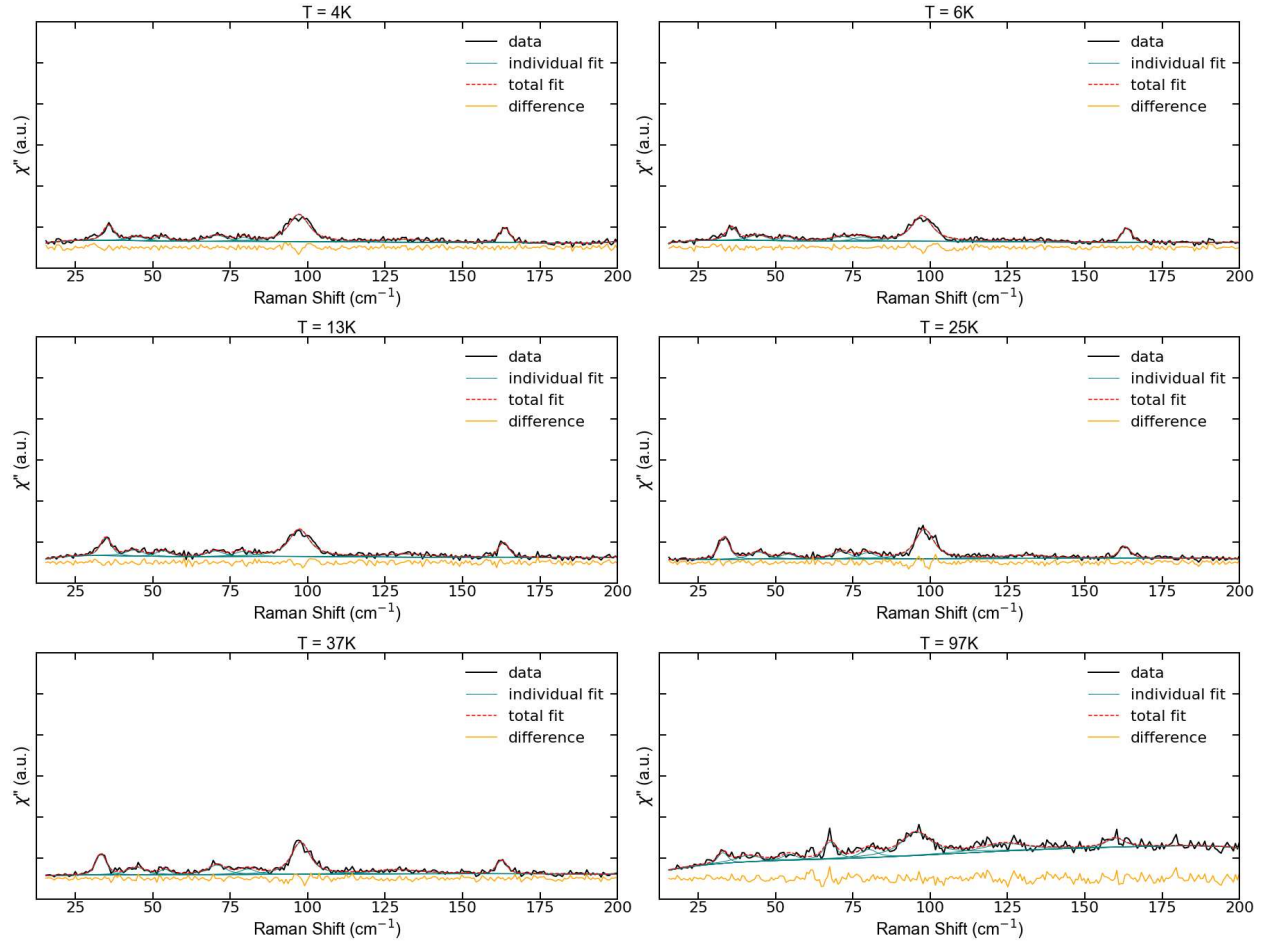 T = 4K
data
individual fit
total fit
difference
χ'' (a.u.)
25 50 75 100 125 150 175 200
Raman Shift (cm⁻¹)
T = 6K
data
individual fit
total fit
difference
χ'' (a.u.)
25 50 75 100 125 150 175 200
Raman Shift (cm⁻¹)
T = 13K
data
individual fit
total fit
difference
χ'' (a.u.)
25 50 75 100 125 150 175 200
Raman Shift (cm⁻¹)
T = 25K
data
individual fit
total fit
difference
χ'' (a.u.)
25 50 75 100 125 150 175 200
Raman Shift (cm⁻¹)
T = 37K
data
individual fit
total fit
difference
χ'' (a.u.)
25 50 75 100 125 150 175 200
Raman Shift (cm⁻¹)
T = 97K
data
individual fit
total fit
difference
χ'' (a.u.)
25 50 75 100 125 150 175 200
Raman Shift (cm⁻¹)